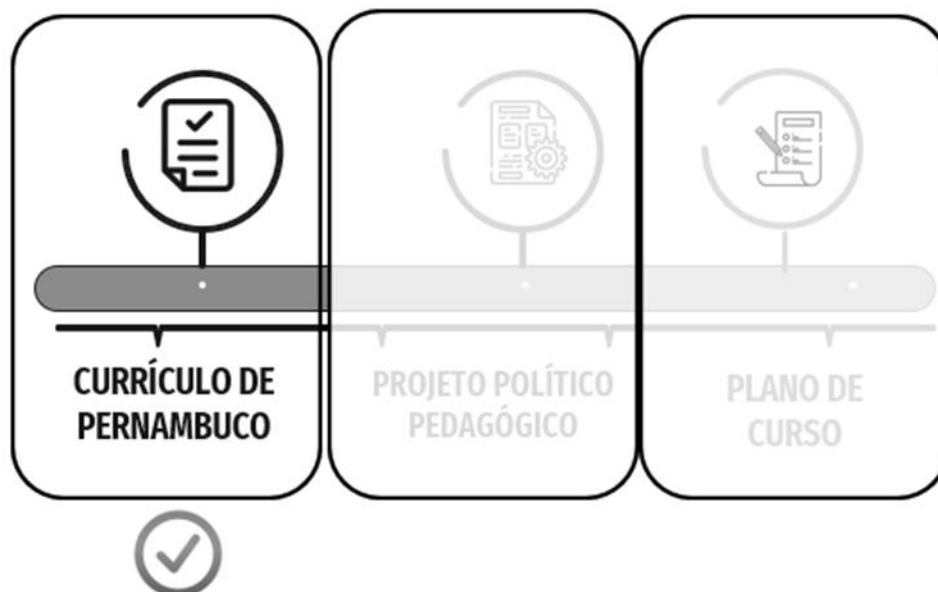 CURRÍCULO DE
PERNAMBUCO
PROJETO POLÍTICO
PEDAGÓGICO
PLANO DE
CURSO